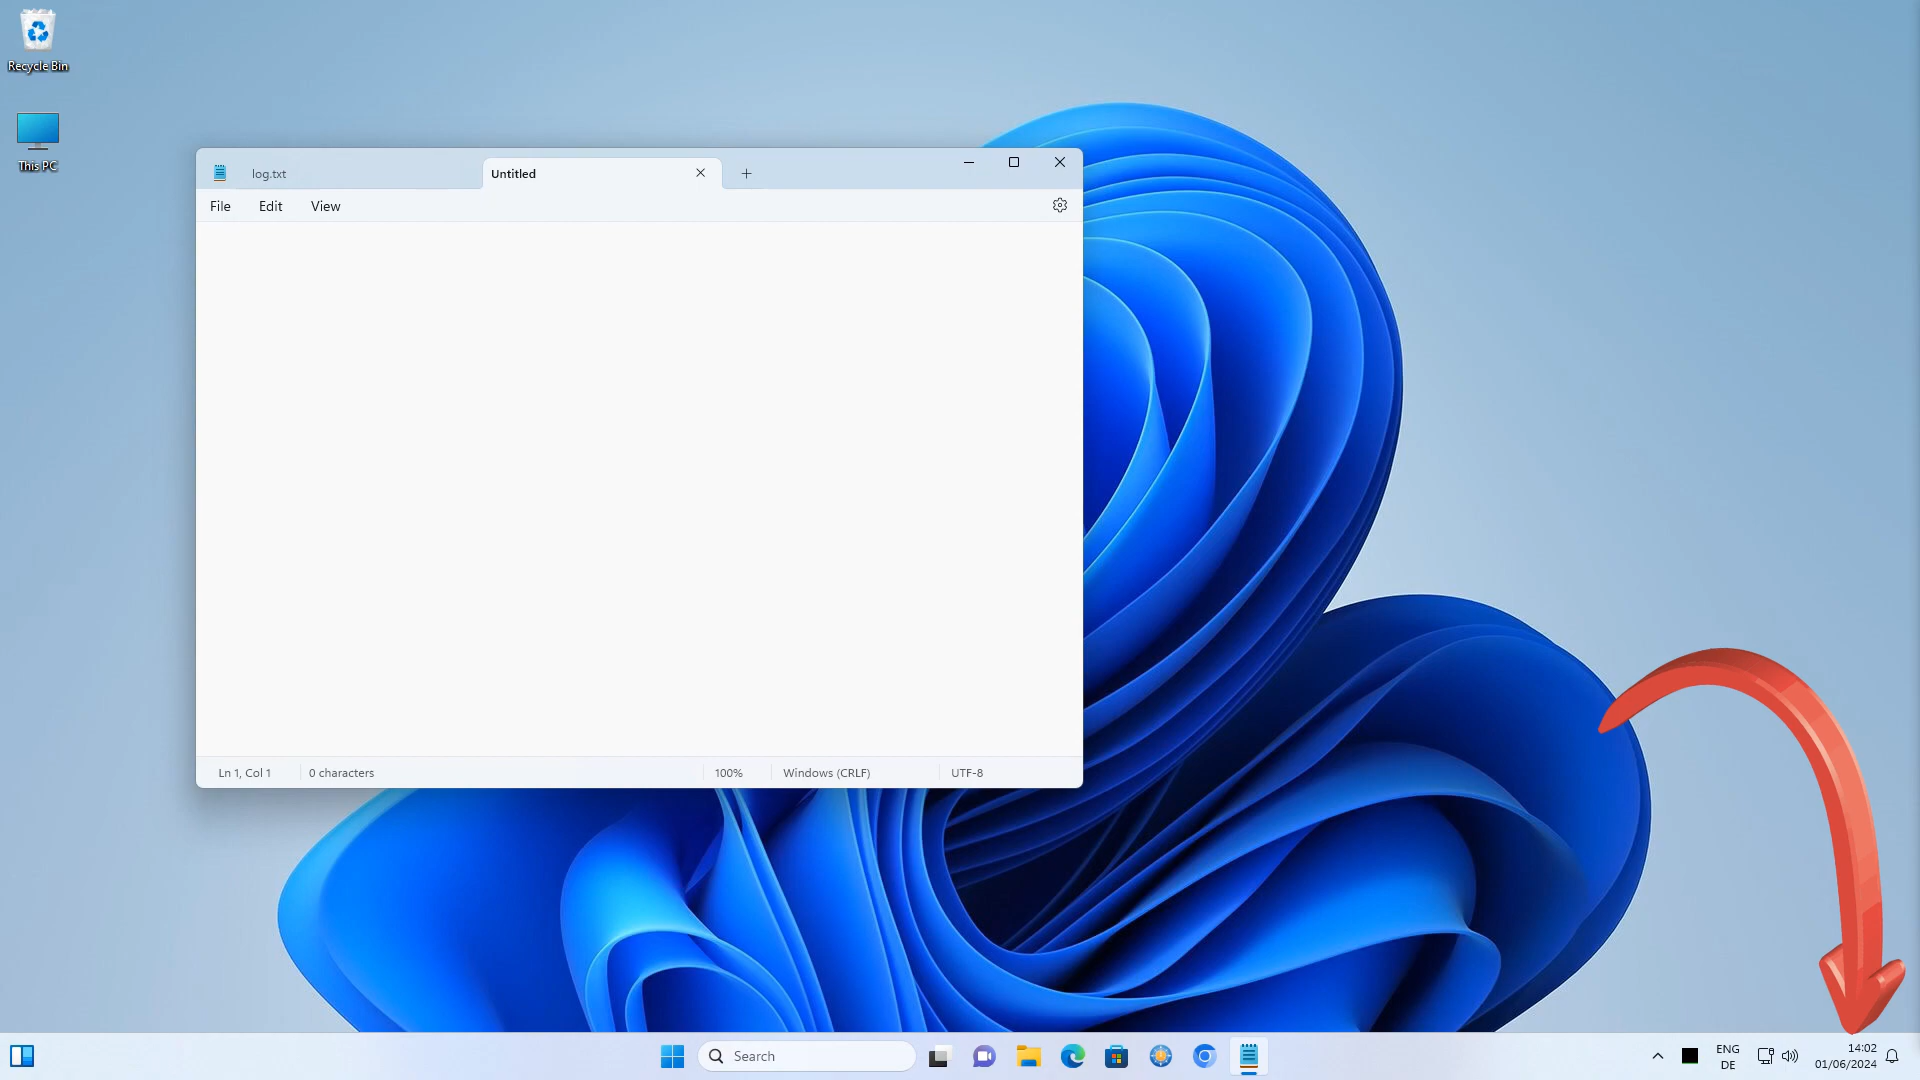 Recycle Bin
This PC
log.txt
Untitled
File Edit View
Ln 1, Col 1 0 characters 100% Windows (CRLF) UTF-8
Search
ENG
DE
14:02
01/06/2024